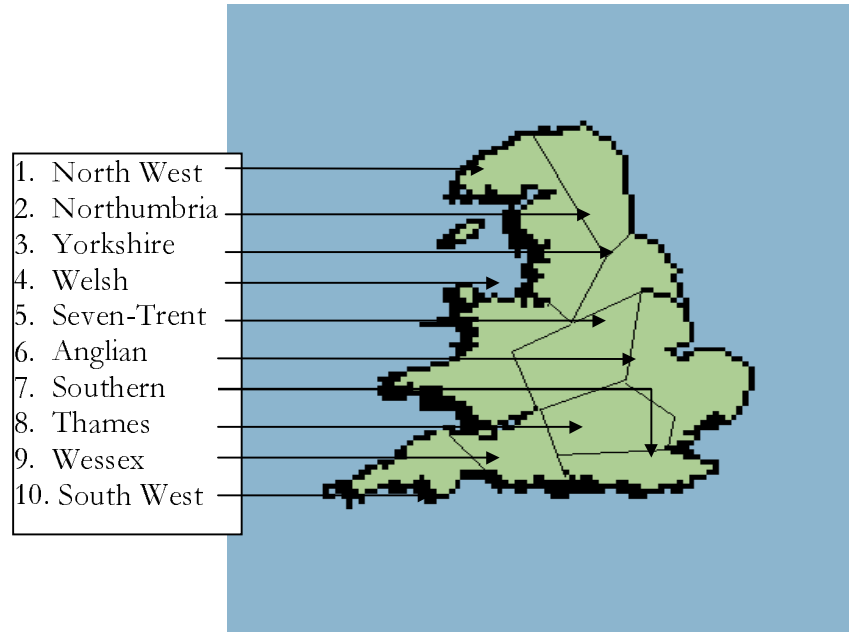 1. North West
2. Northumbria
3. Yorkshire
4. Welsh
5. Seven-Trent
6. Anglian
7. Southern
8. Thames
9. Wessex
10. South West